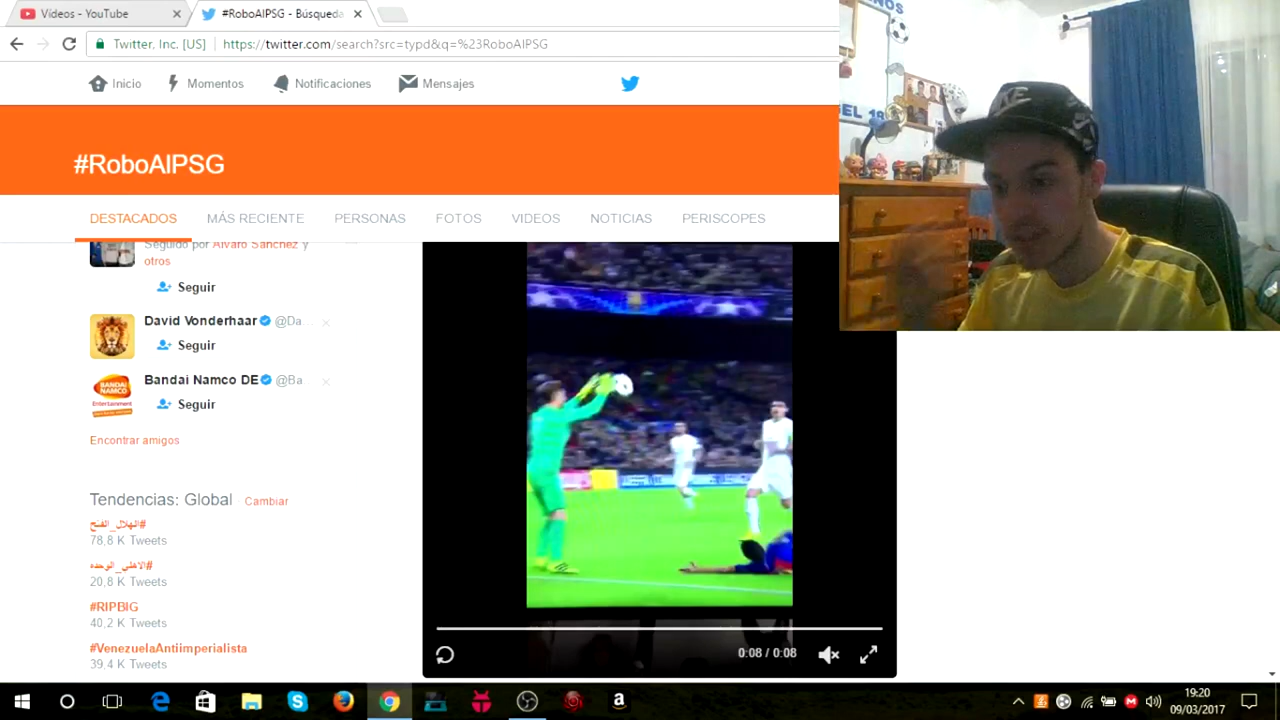 Vídeos - YouTube
#RoboAlPSG - Búsqueda
Twitter, Inc. [US]
https://twitter.com/search?src=typd&q=%23RoboAlPSG
Inicio
Momentos
Notificaciones
Mensajes
#RoboAlPSG
DESTACADOS
MÁS RECIENTE
PERSONAS
FOTOS
VIDEOS
NOTICIAS
PERISCOPES
Seguido por Alvaro Sanchez y
otros
Seguir
David Vonderhaar @Da...
Seguir
Bandai Namco DE @Ba...
Seguir
Encontrar amigos
Tendencias: Global · Cambiar
#الهلال_الفتح
78,8 K Tweets
#الاهلي_الوحده
20,8 K Tweets
#RIPBIG
40,2 K Tweets
#VenezuelaAntiimperialista
39,4 K Tweets
0:08 / 0:08
19:20
09/03/2017